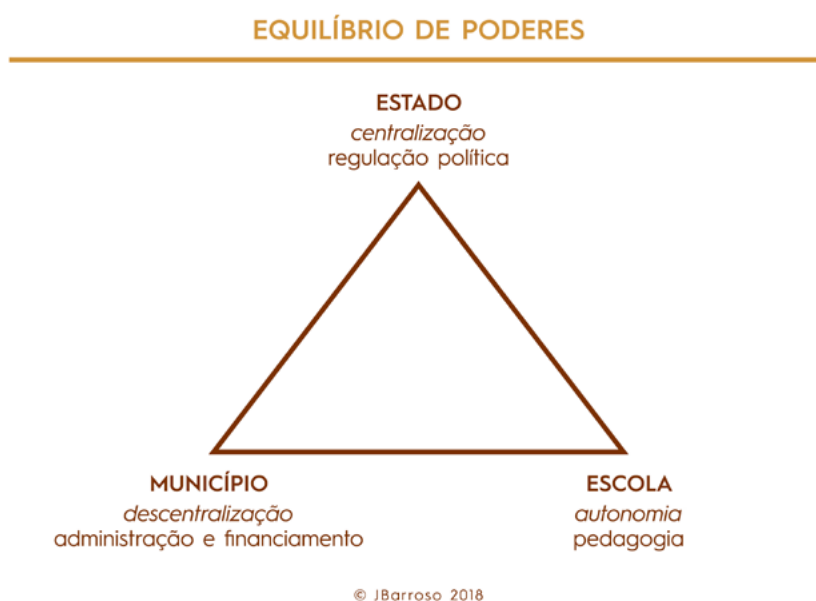 EQUILÍBRIO DE PODERES
ESTADO
centralização
regulação política
MUNICÍPIO
descentralização
administração e financiamento
ESCOLA
autonomia
pedagogia
© JBarroso 2018